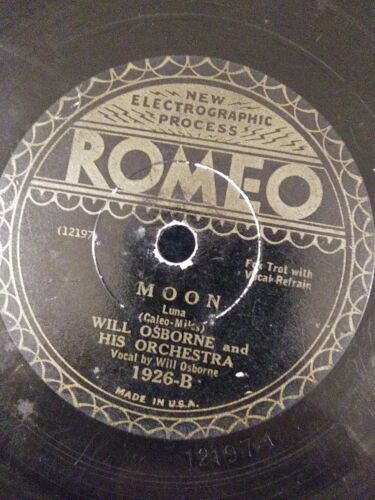 NEW
ELECTROGRAPHIC
PROCESS
ROMEO
(12197)
Fox Trot with
Vocal Refrain
MOON
Luna
(Caleo-Miles)
WILL OSBORNE and
HIS ORCHESTRA
Vocal by Will Osborne
1926-B
MADE IN U.S.A.
12197-1